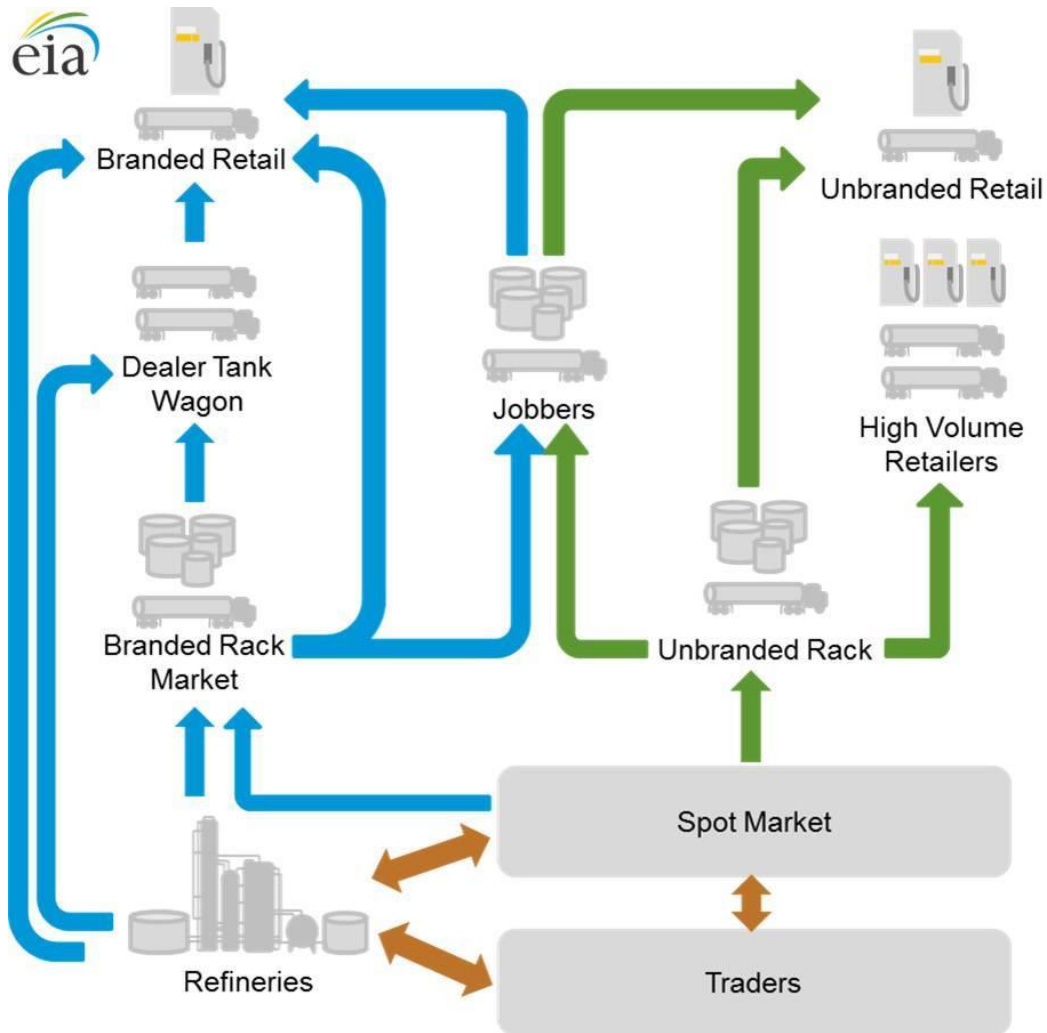 eia
Branded Retail
Unbranded Retail
Dealer Tank
Wagon
Jobbers
High Volume
Retailers
Branded Rack
Market
Unbranded Rack
Spot Market
Refineries
Traders